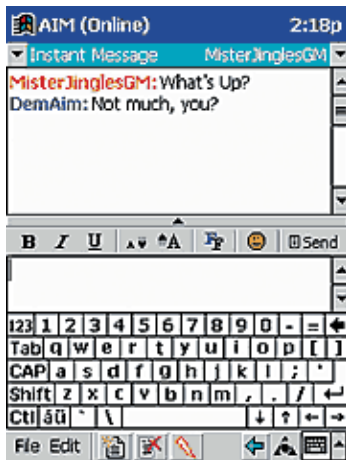 AIM (Online) 2:18p
Instant Message MisterJinglesGM
MisterJinglesGM: What's Up?
DemAim: Not much, you?
B I U A Send
123 1 2 3 4 5 6 7 8 9 0 - =
Tab q w e r t y u i o p [ ]
CAP a s d f g h j k l ; '
Shift z x c v b n m , . /
Ctl áü ` \
File Edit